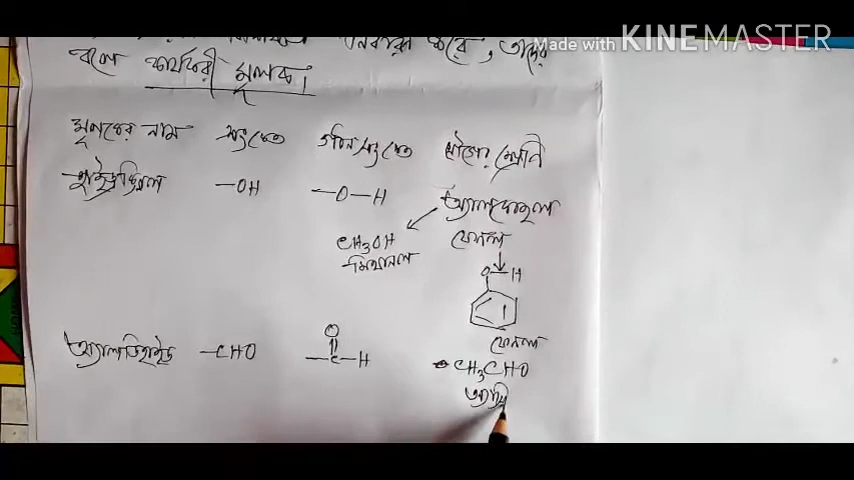 করে, তাদের
Made with KINEMASTER
বলে কার্যকরী মূলক।
মূলকের নাম সংকেত গঠন সংকেত যৌগের শ্রেণি
হাইড্রক্সিল —OH —O—H অ্যালকোহল
CH3OH ফেনল
মিথানল
O—H
ফেনল
অ্যালডিহাইড —CHO O
—C—H CH3CHO